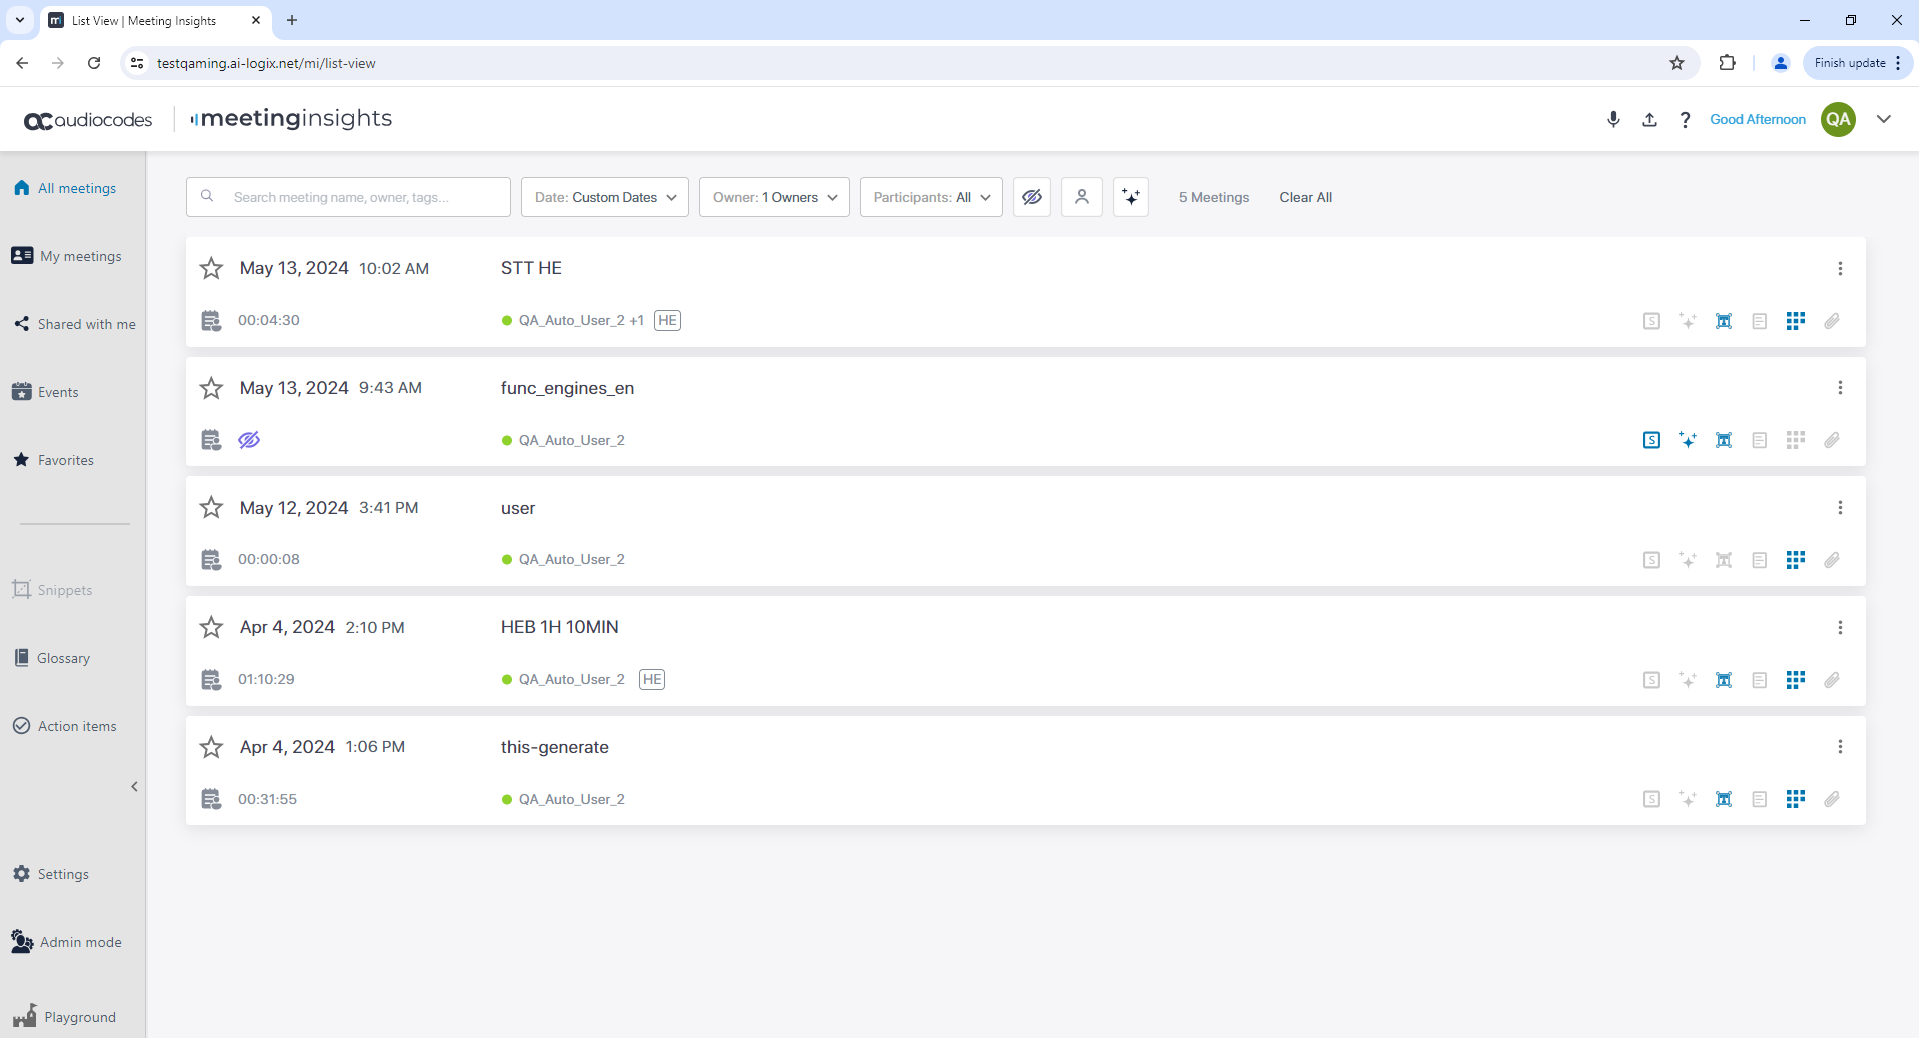 List View | Meeting Insights
testqaming.ai-logix.net/mi/list-view
Finish update
audiocodes
meetinginsights
Good Afternoon
QA
All meetings
My meetings
Shared with me
Events
Favorites
Snippets
Glossary
Action items
Settings
Admin mode
Playground
Search meeting name, owner, tags...
Date: Custom Dates
Owner: 1 Owners
Participants: All
5 Meetings
Clear All
May 13, 2024 10:02 AM STT HE
00:04:30 QA_Auto_User_2 +1 HE
S
May 13, 2024 9:43 AM func_engines_en
QA_Auto_User_2
S
May 12, 2024 3:41 PM user
00:00:08 QA_Auto_User_2
S
Apr 4, 2024 2:10 PM HEB 1H 10MIN
01:10:29 QA_Auto_User_2 HE
S
Apr 4, 2024 1:06 PM this-generate
00:31:55 QA_Auto_User_2
S